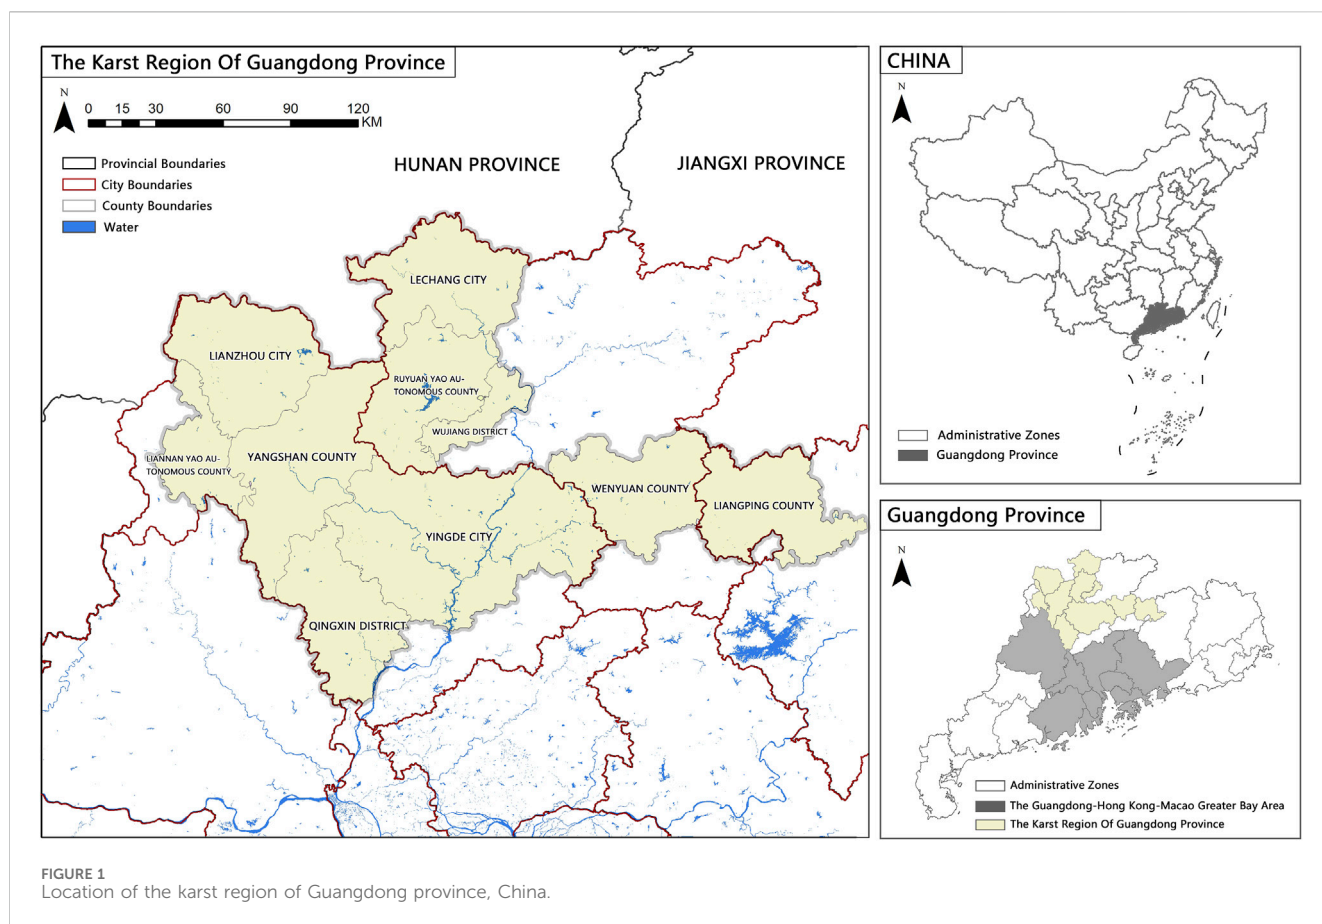 The Karst Region Of Guangdong Province
N
0 15 30 60 90 120
KM
Provincial Boundaries
City Boundaries
County Boundaries
Water
HUNAN PROVINCE
JIANGXI PROVINCE
LECHANG CITY
LIANZHOU CITY
RUYUAN YAO AU-
TONOMOUS COUNTY
WUJIANG DISTRICT
LIANNAN YAO AU-
TONOMOUS COUNTY
YANGSHAN COUNTY
WENYUAN COUNTY
LIANGPING COUNTY
YINGDE CITY
QINGXIN DISTRICT
CHINA
N
Administrative Zones
Guangdong Province
Guangdong Province
N
Administrative Zones
The Guangdong-Hong Kong-Macao Greater Bay Area
The Karst Region Of Guangdong Province
FIGURE 1
Location of the karst region of Guangdong province, China.